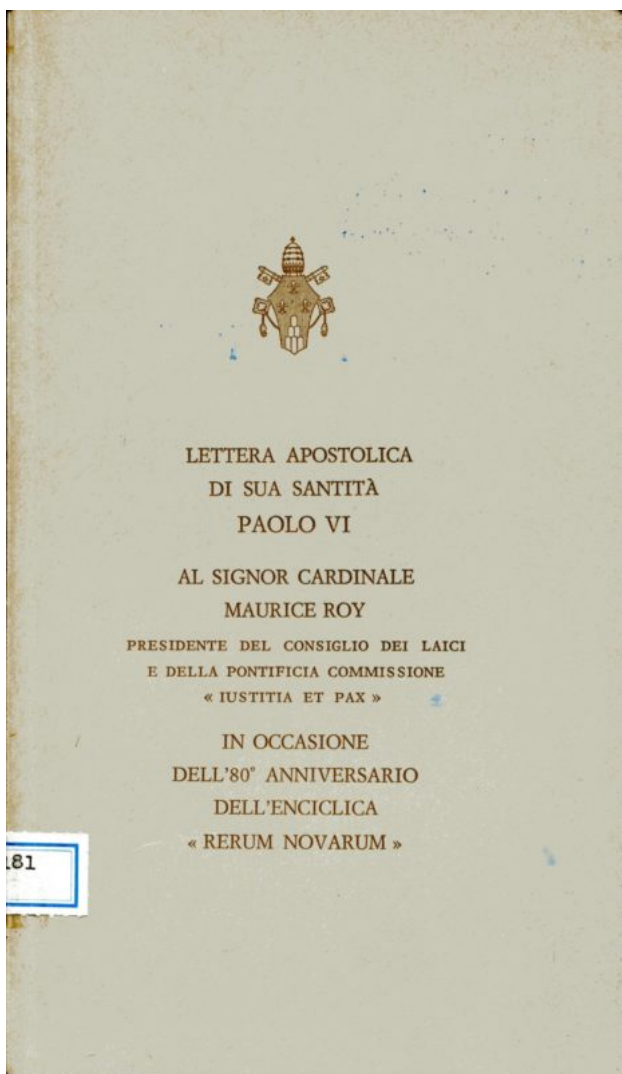 LETTERA APOSTOLICA
DI SUA SANTITÀ
PAOLO VI
AL SIGNOR CARDINALE
MAURICE ROY
PRESIDENTE DEL CONSIGLIO DEI LAICI
E DELLA PONTIFICIA COMMISSIONE
« IUSTITIA ET PAX »
IN OCCASIONE
DELL'80° ANNIVERSARIO
DELL'ENCICLICA
« RERUM NOVARUM »
181